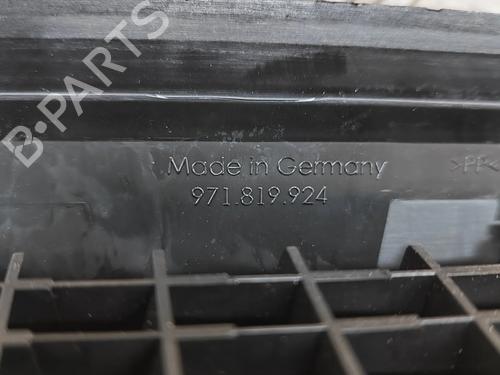 B-PARTS
Made in Germany
>PP<
971.819.924